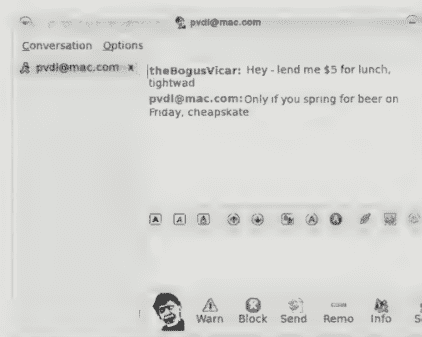 pvdl@mac.com
Conversation Options
pvdl@mac.com x
theBogusVicar: Hey - lend me $5 for lunch,
tightwad
pvdl@mac.com: Only if you spring for beer on
Friday, cheapskate
Warn Block Send Remo Info S